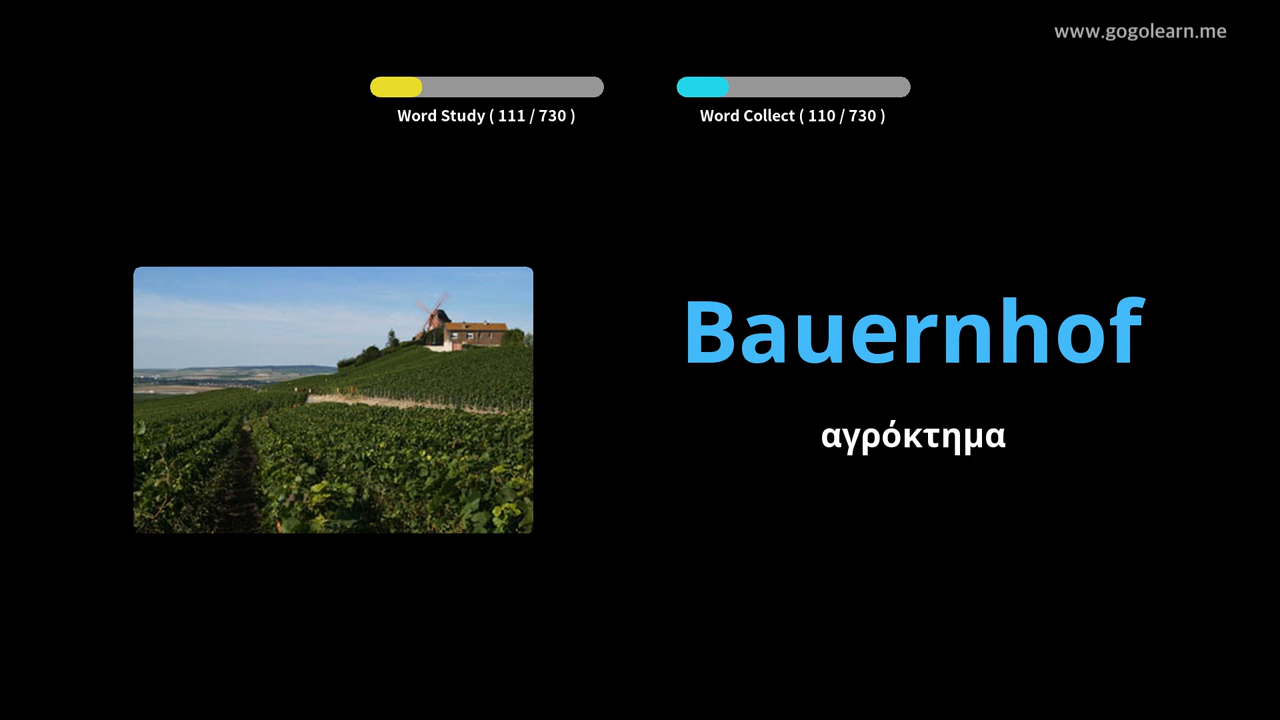 www.gogolearn.me
Word Study ( 111 / 730 )
Word Collect ( 110 / 730 )
Bauernhof
αγρόκτημα